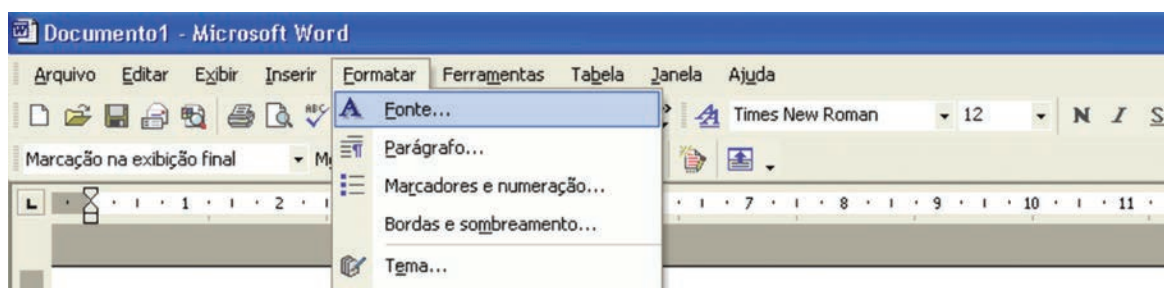 Documento1 - Microsoft Word
Arquivo Editar Exibir Inserir Formatar Ferramentas Tabela Janela Ajuda
Fonte... Times New Roman 12 N I S
Marcação na exibição final Parágrafo...
Marcadores e numeração...
1 2 7 8 9 10 11
Bordas e sombreamento...
Tema...